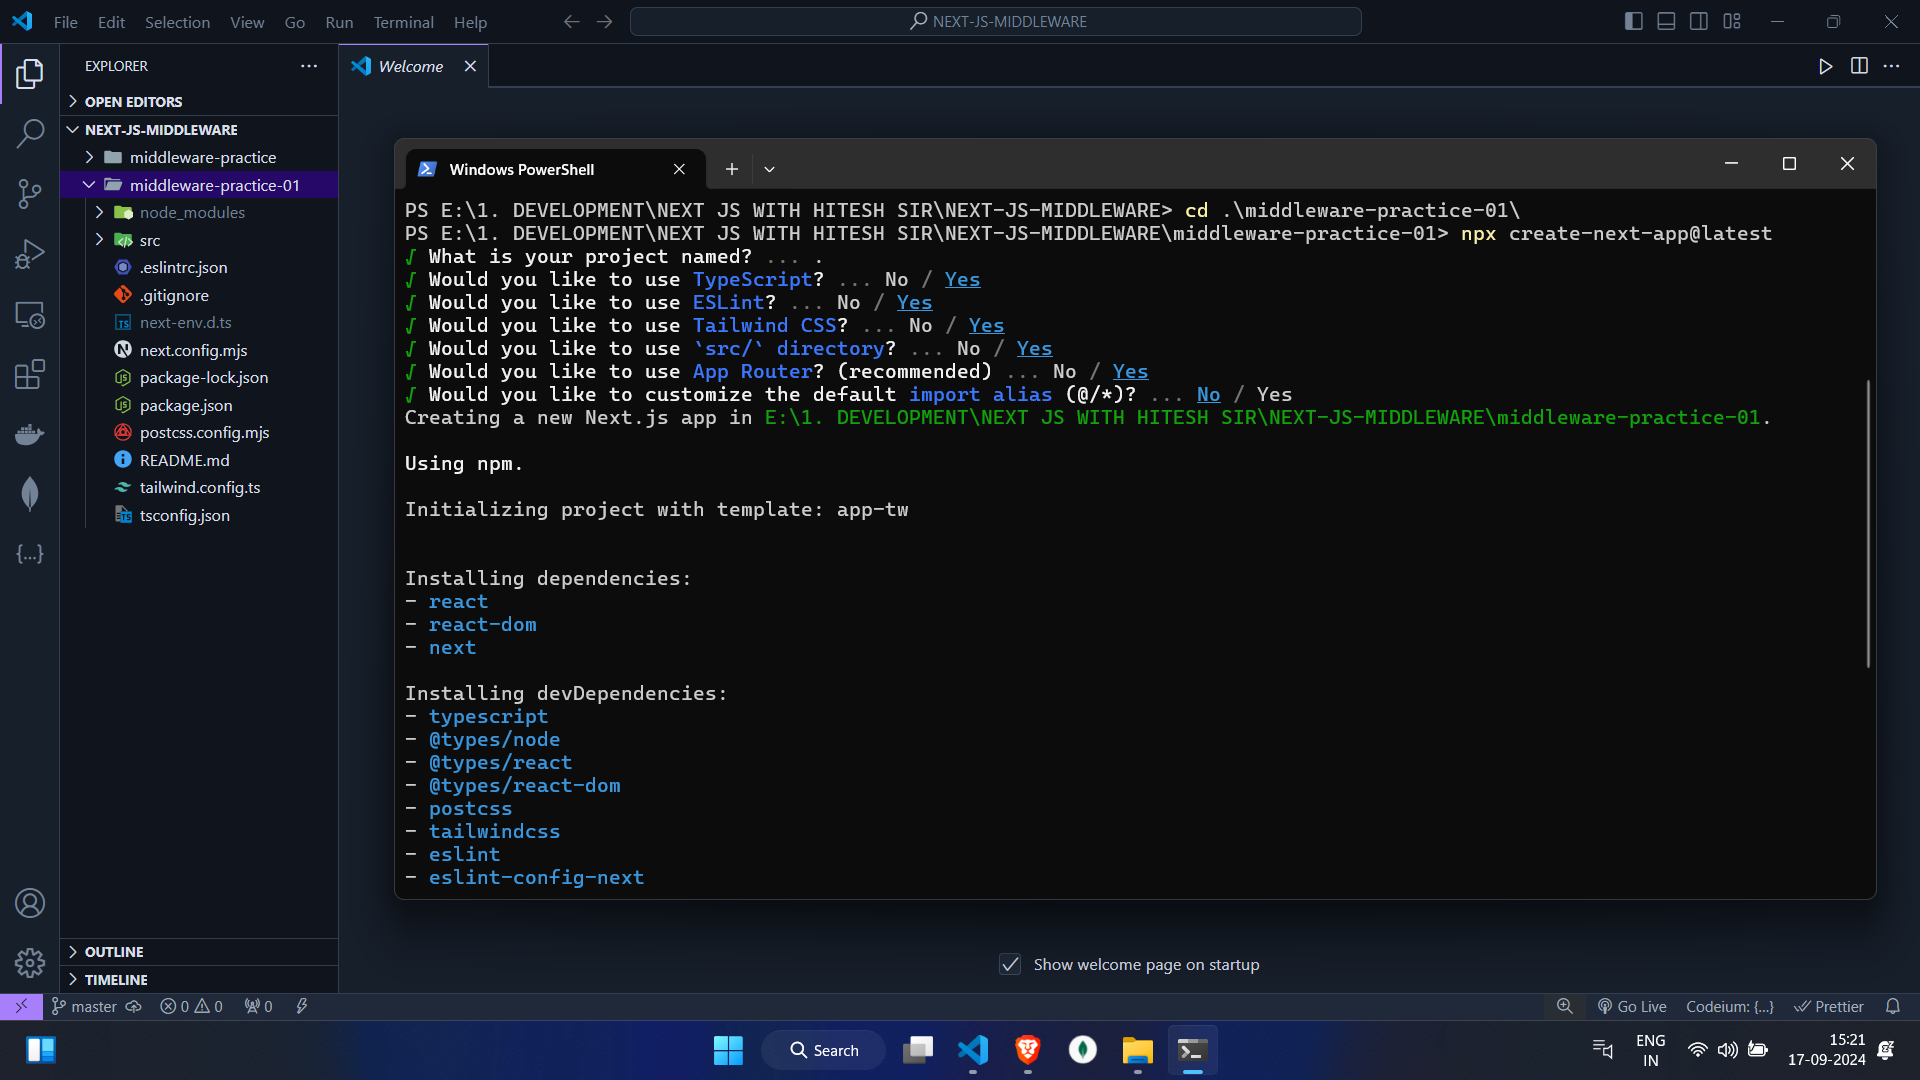 File Edit Selection View Go Run Terminal Help
NEXT-JS-MIDDLEWARE
EXPLORER
Welcome
OPEN EDITORS
NEXT-JS-MIDDLEWARE
middleware-practice
middleware-practice-01
node_modules
src
.eslintrc.json
.gitignore
next-env.d.ts
next.config.mjs
package-lock.json
package.json
postcss.config.mjs
README.md
tailwind.config.ts
tsconfig.json
OUTLINE
TIMELINE
Windows PowerShell
PS E:\1. DEVELOPMENT\NEXT JS WITH HITESH SIR\NEXT-JS-MIDDLEWARE> cd .\middleware-practice-01\
PS E:\1. DEVELOPMENT\NEXT JS WITH HITESH SIR\NEXT-JS-MIDDLEWARE\middleware-practice-01> npx create-next-app@latest
√ What is your project named? ... .
√ Would you like to use TypeScript? ... No / Yes
√ Would you like to use ESLint? ... No / Yes
√ Would you like to use Tailwind CSS? ... No / Yes
√ Would you like to use `src/` directory? ... No / Yes
√ Would you like to use App Router? (recommended) ... No / Yes
√ Would you like to customize the default import alias (@/*)? ... No / Yes
Creating a new Next.js app in E:\1. DEVELOPMENT\NEXT JS WITH HITESH SIR\NEXT-JS-MIDDLEWARE\middleware-practice-01.
Using npm.
Initializing project with template: app-tw
Installing dependencies:
- react
- react-dom
- next
Installing devDependencies:
- typescript
- @types/node
- @types/react
- @types/react-dom
- postcss
- tailwindcss
- eslint
- eslint-config-next
Show welcome page on startup
master 0 0 0
Go Live Codeium: {...} Prettier
Search
ENG
IN
15:21
17-09-2024